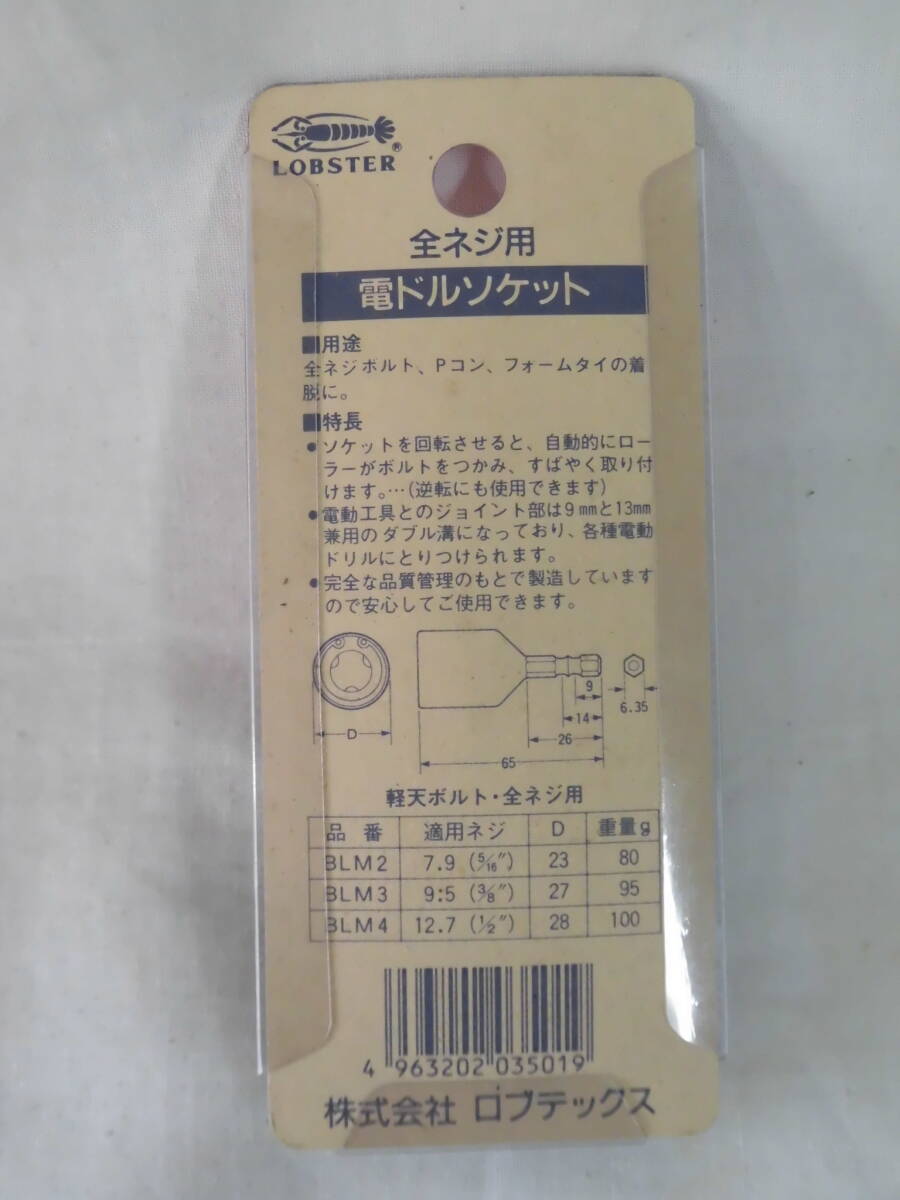 LOBSTER®
全ネジ用
電ドルソケット
■用途
全ネジボルト、Pコン、フォームタイの着
脱に。
■特長
●ソケットを回転させると、自動的にロー
ラーがボルトをつかみ、すばやく取り付
けます。…(逆転にも使用できます)
●電動工具とのジョイント部は9㎜と13㎜
兼用のダブル溝になっており、各種電動
ドリルにとりつけられます。
●完全な品質管理のもとで製造しています
ので安心してご使用できます。
9
6.35
14
D
26
65
軽天ボルト・全ネジ用
品番 適用ネジ D 重量g
BLM2 7.9 (5/16″) 23 80
BLM3 9:5 (3/8″) 27 95
BLM4 12.7 (1/2″) 28 100
4 963202 035019
株式会社 ロブテックス